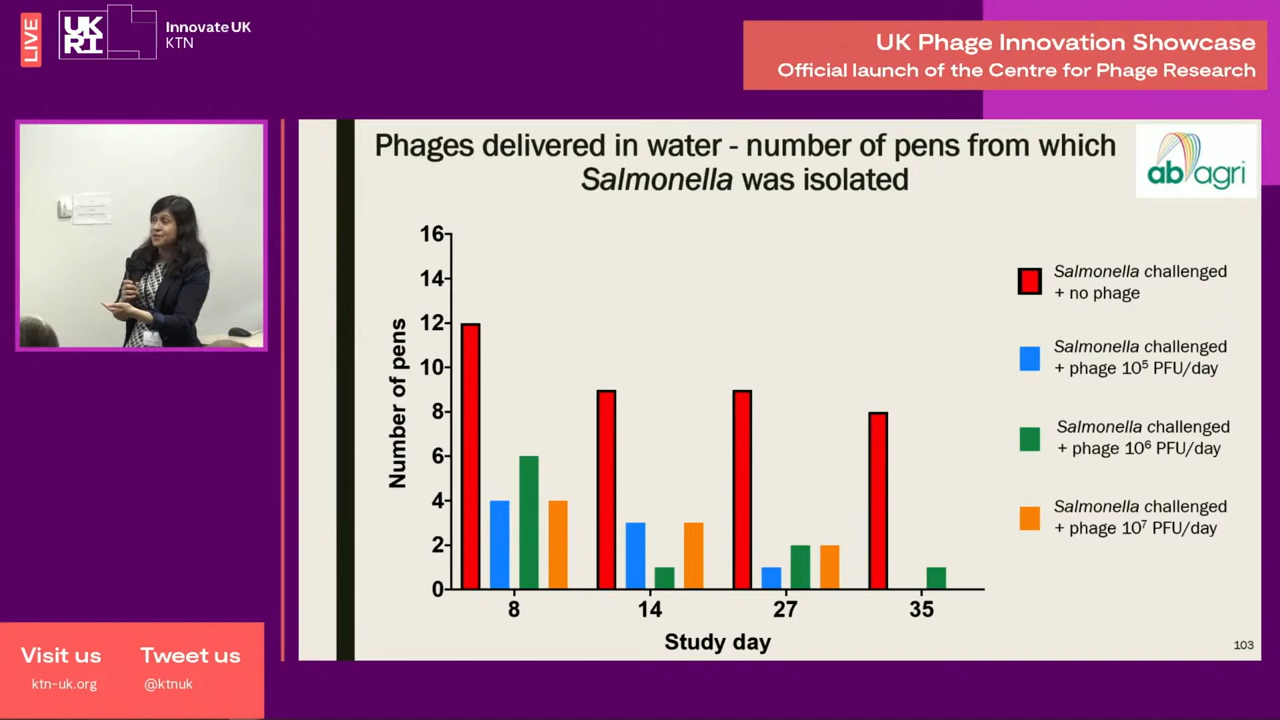 LIVE
UK
RI
Innovate UK
KTN
UK Phage Innovation Showcase
Official launch of the Centre for Phage Research
Phages delivered in water - number of pens from which
Salmonella was isolated
ab agri
Number of pens
16
14
12
10
8
6
4
2
0
8 14 27 35
Study day
Salmonella challenged
+ no phage
Salmonella challenged
+ phage 10⁵ PFU/day
Salmonella challenged
+ phage 10⁶ PFU/day
Salmonella challenged
+ phage 10⁷ PFU/day
103
Visit us
ktn-uk.org
Tweet us
@ktnuk